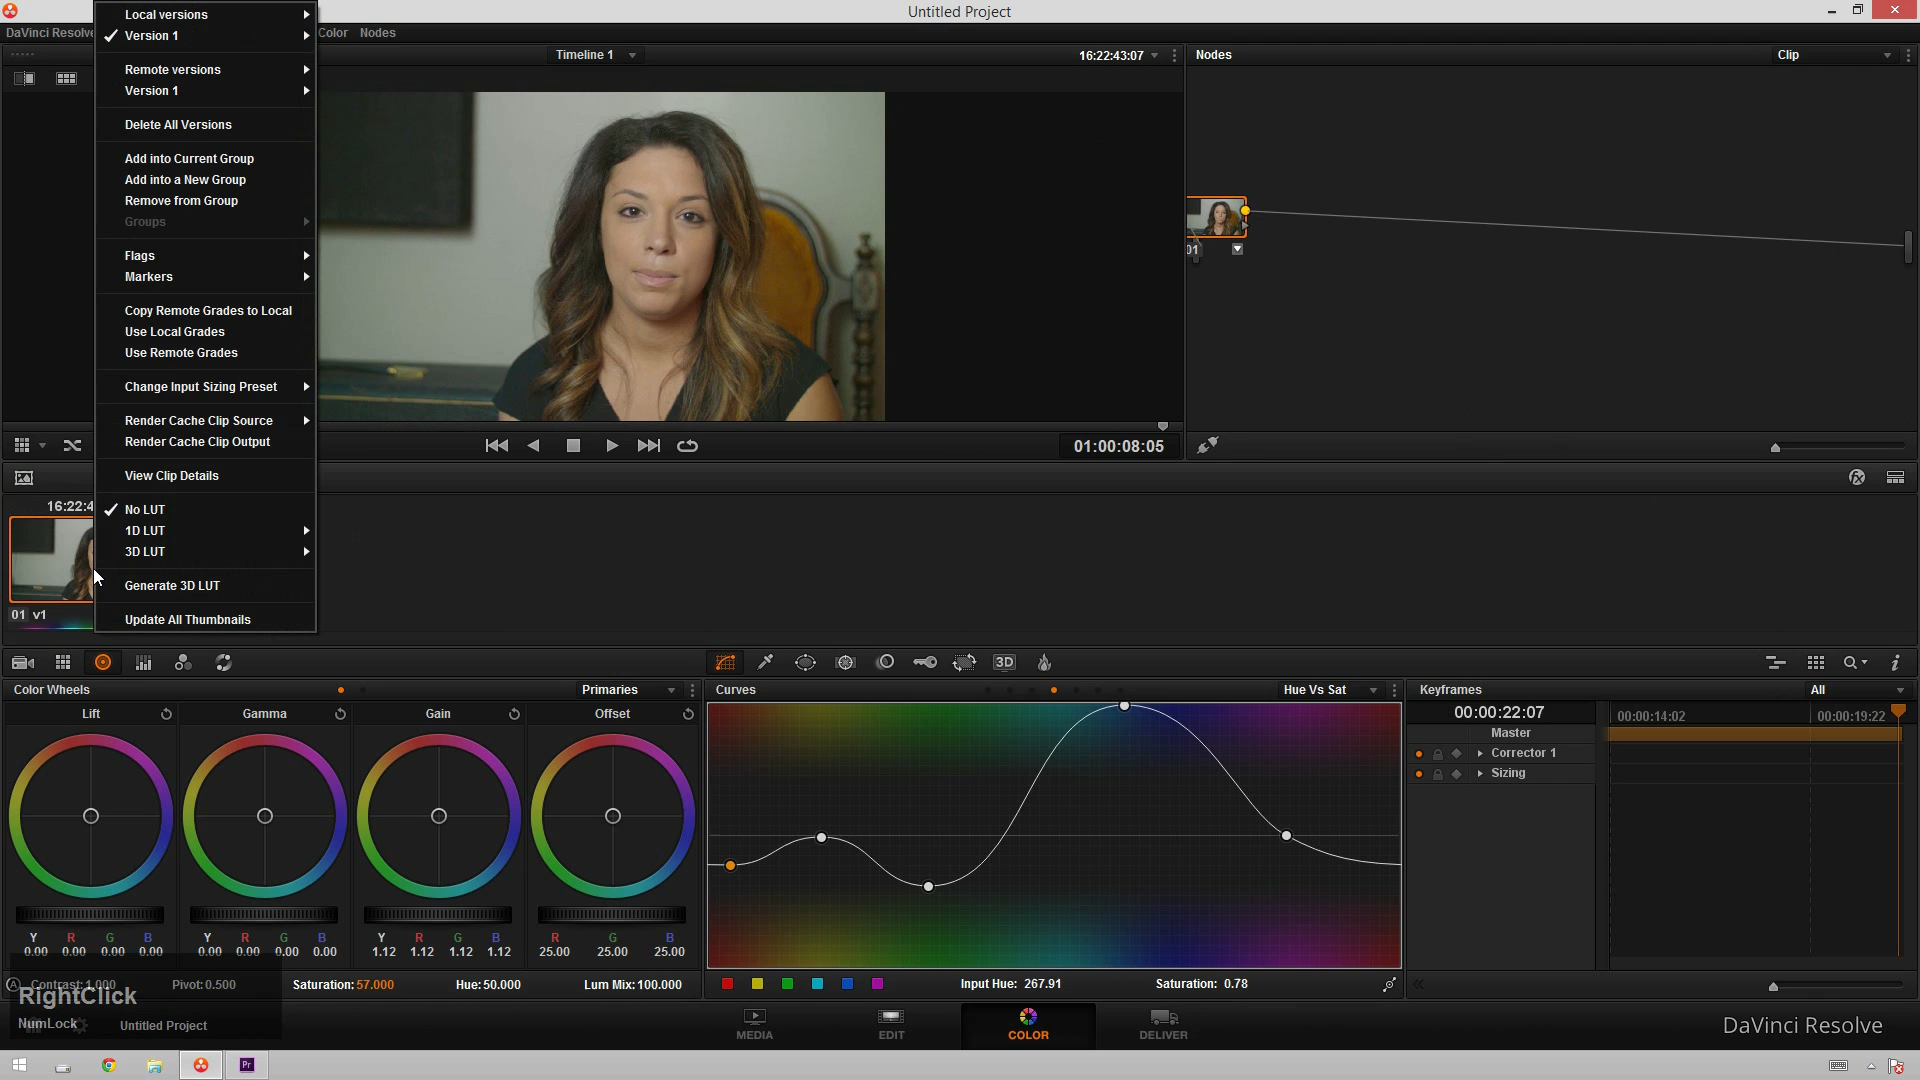 Untitled Project
DaVinci Resolve
Color Nodes
Local versions
Version 1
Remote versions
Version 1
Delete All Versions
Add into Current Group
Add into a New Group
Remove from Group
Groups
Flags
Markers
Copy Remote Grades to Local
Use Local Grades
Use Remote Grades
Change Input Sizing Preset
Render Cache Clip Source
Render Cache Clip Output
View Clip Details
No LUT
1D LUT
3D LUT
Generate 3D LUT
Update All Thumbnails
Timeline 1
16:22:43:07
Nodes
Clip
01
01:00:08:05
16:22:4
01 v1
3D
Color Wheels
Primaries
Curves
Hue Vs Sat
Keyframes
All
Lift
Gamma
Gain
Offset
00:00:22:07
00:00:14:02
00:00:19:22
Master
Corrector 1
Sizing
Y R G B
0.00 0.00 0.00 0.00
Y R G B
0.00 0.00 0.00 0.00
Y R G B
1.12 1.12 1.12 1.12
R G B
25.00 25.00 25.00
A
Contrast:1.000
Pivot:0.500
Saturation:57.000
Hue:50.000
Lum Mix:100.000
Input Hue: 267.91
Saturation: 0.78
RightClick
NumLock
Untitled Project
MEDIA
EDIT
COLOR
DELIVER
DaVinci Resolve
Pr